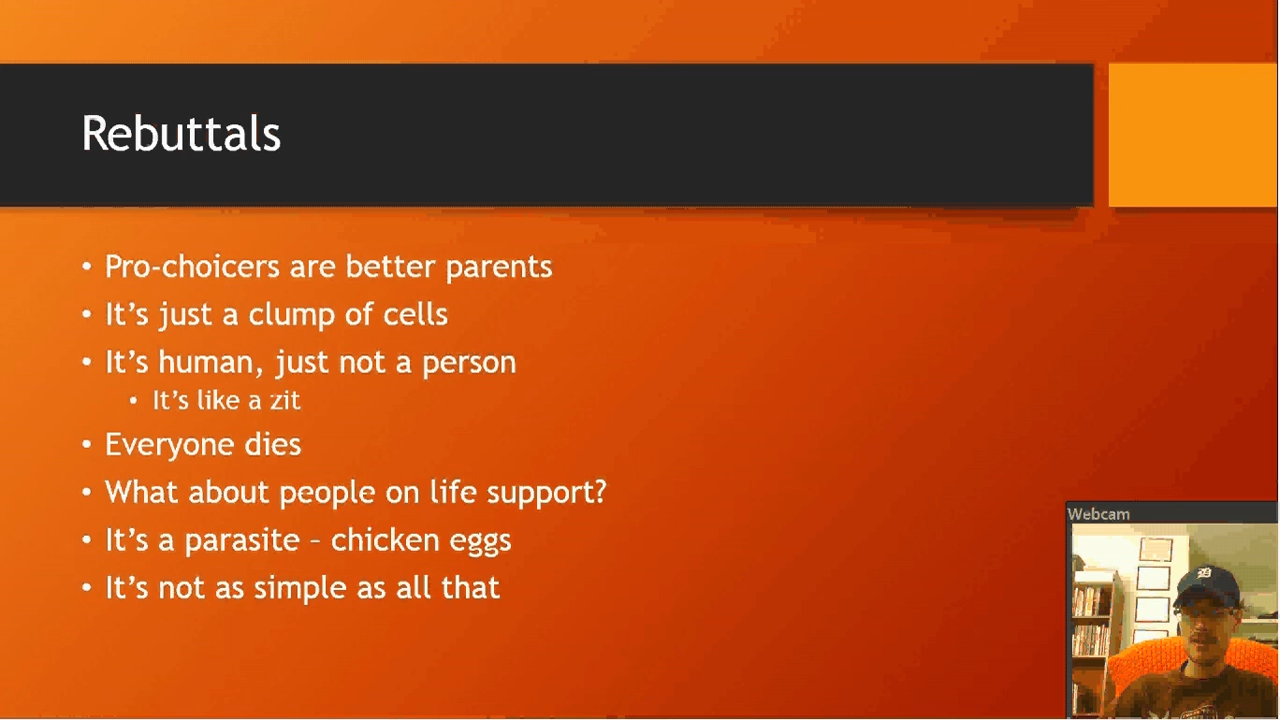 Rebuttals
• Pro-choicers are better parents
• It's just a clump of cells
• It's human, just not a person
• It's like a zit
• Everyone dies
• What about people on life support?
• It's a parasite – chicken eggs
• It's not as simple as all that
Webcam